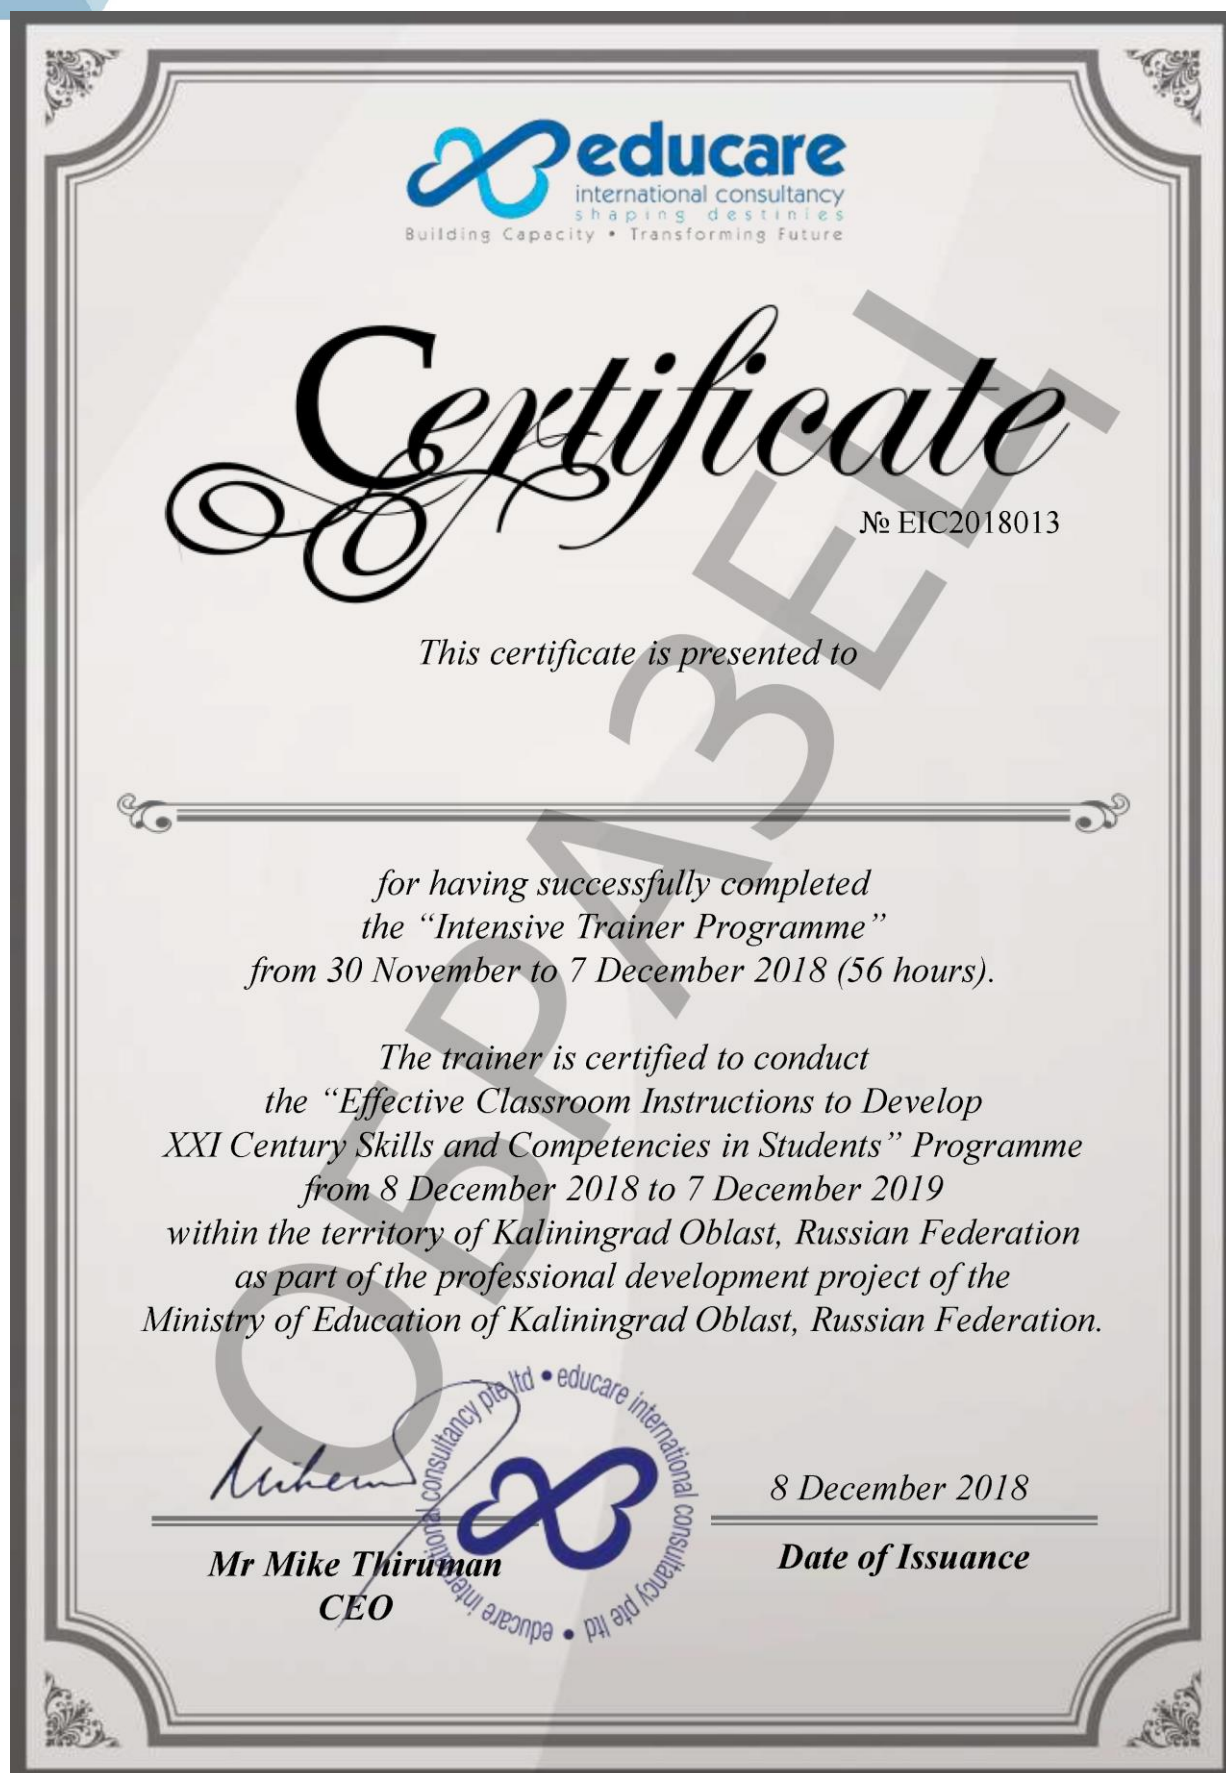 educare
international consultancy
shaping destinies
Building Capacity • Transforming Future
Certificate
№ EIC2018013
This certificate is presented to
for having successfully completed
the “Intensive Trainer Programme”
from 30 November to 7 December 2018 (56 hours).
The trainer is certified to conduct
the “Effective Classroom Instructions to Develop
XXI Century Skills and Competencies in Students” Programme
from 8 December 2018 to 7 December 2019
within the territory of Kaliningrad Oblast, Russian Federation
as part of the professional development project of the
Ministry of Education of Kaliningrad Oblast, Russian Federation.
educare international consultancy pte ltd • educare international consultancy pte ltd •
8 December 2018
Mr Mike Thiruman
CEO
Date of Issuance
ОБРАЗЕЦ